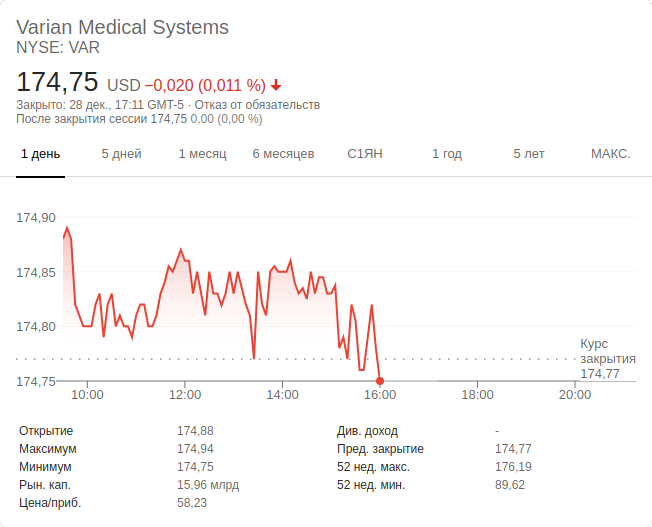 Varian Medical Systems
NYSE: VAR
174,75 USD −0,020 (0,011 %)
Закрыто: 28 дек., 17:11 GMT-5 · Отказ от обязательств
После закрытия сессии 174,75 0,00 (0,00 %)
1 день 5 дней 1 месяц 6 месяцев С1ЯН 1 год 5 лет МАКС.
174,90
174,85
174,80
Курс
закрытия
174,77
174,75
10:00 12:00 14:00 16:00 18:00 20:00
Открытие 174,88 Див. доход -
Максимум 174,94 Пред. закрытие 174,77
Минимум 174,75 52 нед. макс. 176,19
Рын. кап. 15,96 млрд 52 нед. мин. 89,62
Цена/приб. 58,23